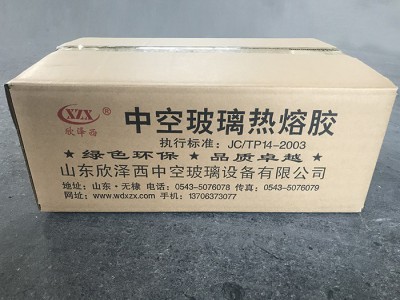 XZX®
欣泽西
中空玻璃热熔胶
执行标准：JC/TP14-2003
★ 绿色环保 ★ 品质卓越 ★
山东欣泽西中空玻璃设备有限公司
地址：山东·无棣 电话：0543-5076078 传真：0543-5076079
网址：www.wdxzx.com 手机：13706373077